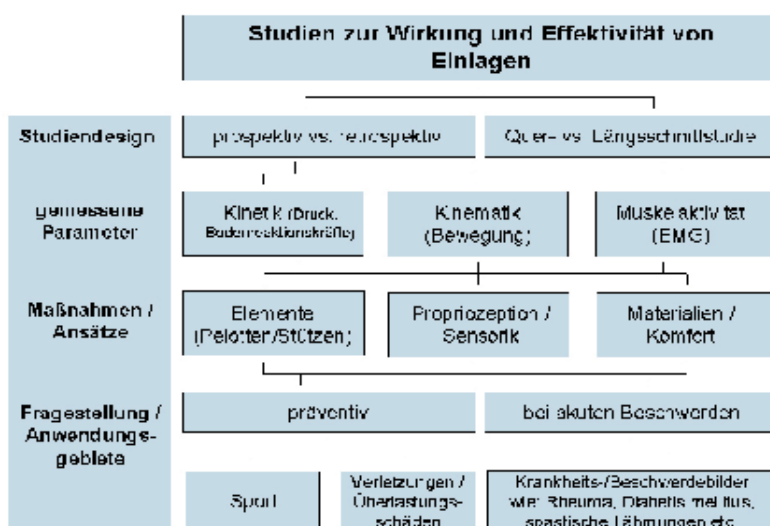 Studien zur Wirkung und Effektivität von
Einlagen
Studiendesign
prospektiv vs. retrospektiv
Quer- vs. Längsschnittstudie
gemessene
Parameter
Kinetik (Druck,
Bodenreaktionskräfte)
Kinematik
(Bewegung)
Muskelaktivität
(EMG)
Maßnahmen /
Ansätze
Elemente
(Pelotten/Stützen)
Propriozeption /
Sensorik
Materialien /
Komfort
Fragestellung /
Anwendungs-
gebiete
präventiv
bei akuten Beschwerden
Sport
Verletzungen /
Überlastungs-
schäden
Krankheits-/Beschwerdebilder
wie: Rheuma, Diabetis mellitus,
spastische Lähmungen etc.